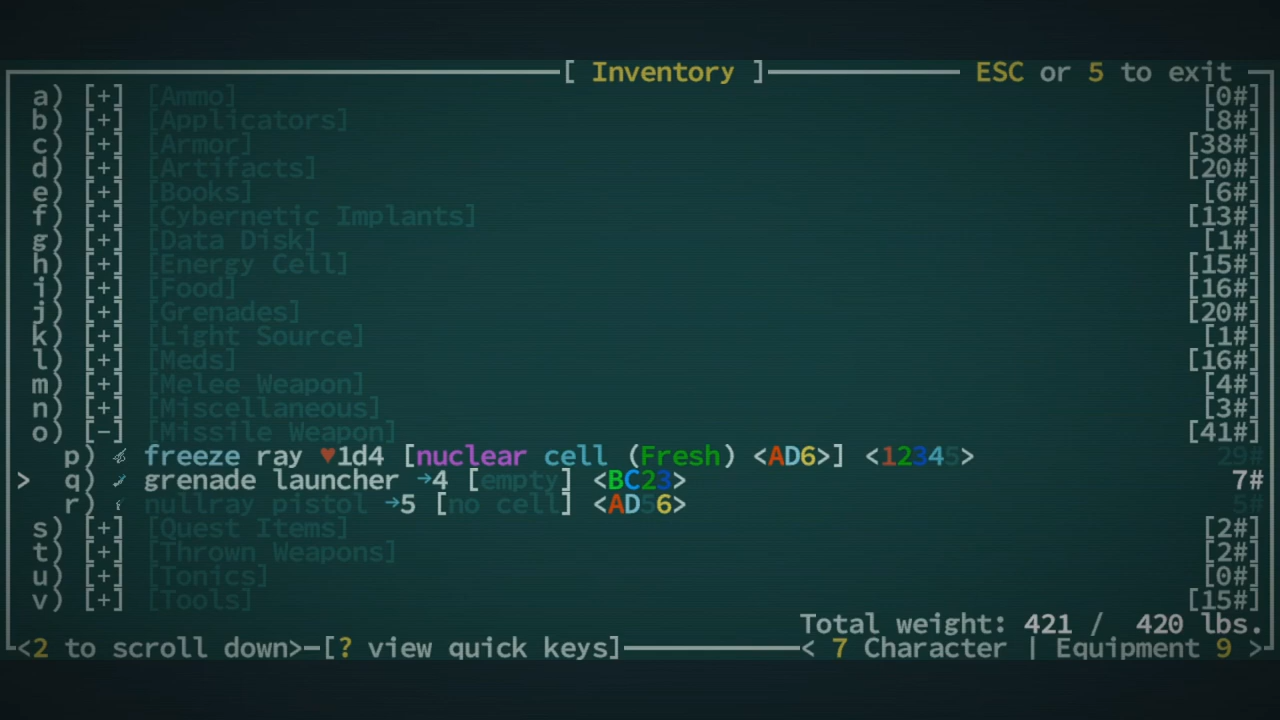 [ Inventory ] ESC or 5 to exit
a) [+] [Ammo] [0#]
b) [+] [Applicators] [8#]
c) [+] [Armor] [38#]
d) [+] [Artifacts] [20#]
e) [+] [Books] [6#]
f) [+] [Cybernetic Implants] [13#]
g) [+] [Data Disk] [1#]
h) [+] [Energy Cell] [15#]
i) [+] [Food] [16#]
j) [+] [Grenades] [20#]
k) [+] [Light Source] [1#]
l) [+] [Meds] [16#]
m) [+] [Melee Weapon] [4#]
n) [+] [Miscellaneous] [3#]
o) [-] [Missile Weapon] [41#]
p) freeze ray ♥1d4 [nuclear cell (Fresh) <AD6>] <12345> 29#
> q) grenade launcher →4 [empty] <BC23> 7#
r) nullray pistol →5 [no cell] <AD56> 5#
s) [+] [Quest Items] [2#]
t) [+] [Thrown Weapons] [2#]
u) [+] [Tonics] [0#]
v) [+] [Tools] [15#]
Total weight: 421 / 420 lbs.
<2 to scroll down> [? view quick keys] < 7 Character | Equipment 9 >